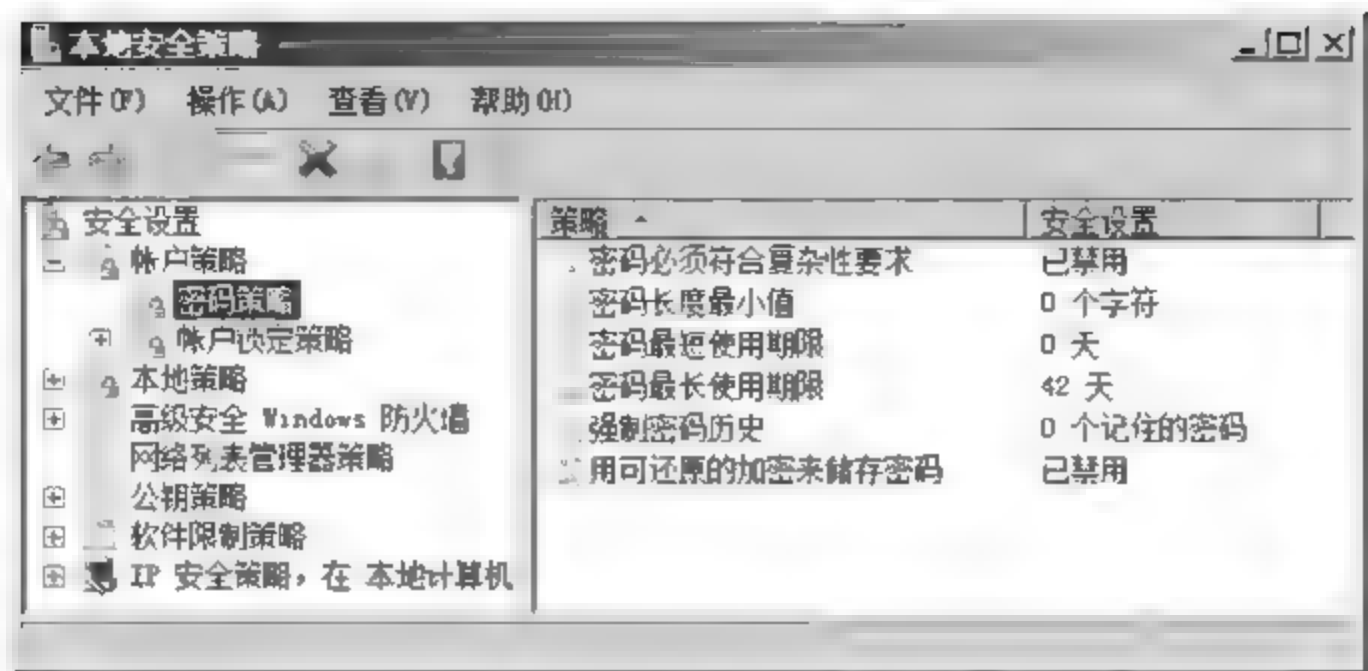 本地安全策略
文件(F) 操作(A) 查看(V) 帮助(H)
安全设置
帐户策略
密码策略
帐户锁定策略
本地策略
高级安全 Windows 防火墙
网络列表管理器策略
公钥策略
软件限制策略
IP 安全策略，在 本地计算机
策略 安全设置
密码必须符合复杂性要求 已禁用
密码长度最小值 0 个字符
密码最短使用期限 0 天
密码最长使用期限 42 天
强制密码历史 0 个记住的密码
用可还原的加密来储存密码 已禁用